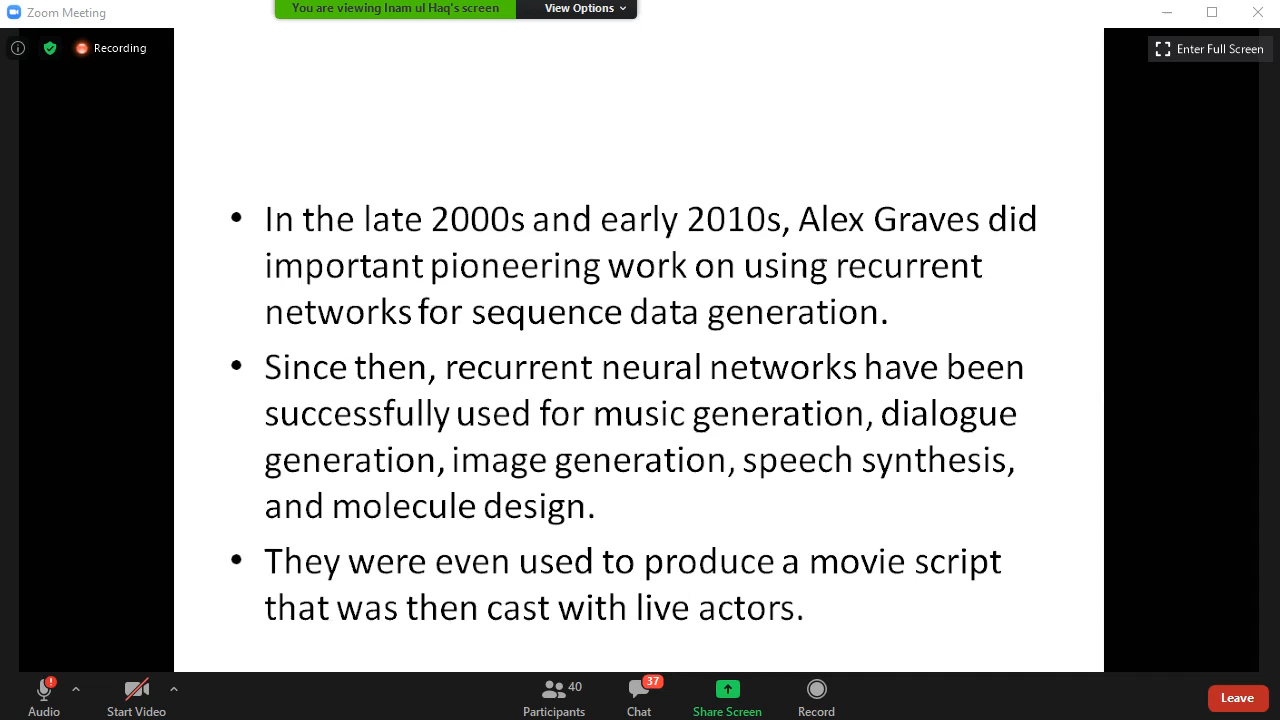 Zoom Meeting
You are viewing Inam ul Haq's screen View Options
Recording
Enter Full Screen
• In the late 2000s and early 2010s, Alex Graves did
important pioneering work on using recurrent
networks for sequence data generation.
• Since then, recurrent neural networks have been
successfully used for music generation, dialogue
generation, image generation, speech synthesis,
and molecule design.
• They were even used to produce a movie script
that was then cast with live actors.
40
37
Audio Start Video Participants Chat Share Screen Record Leave